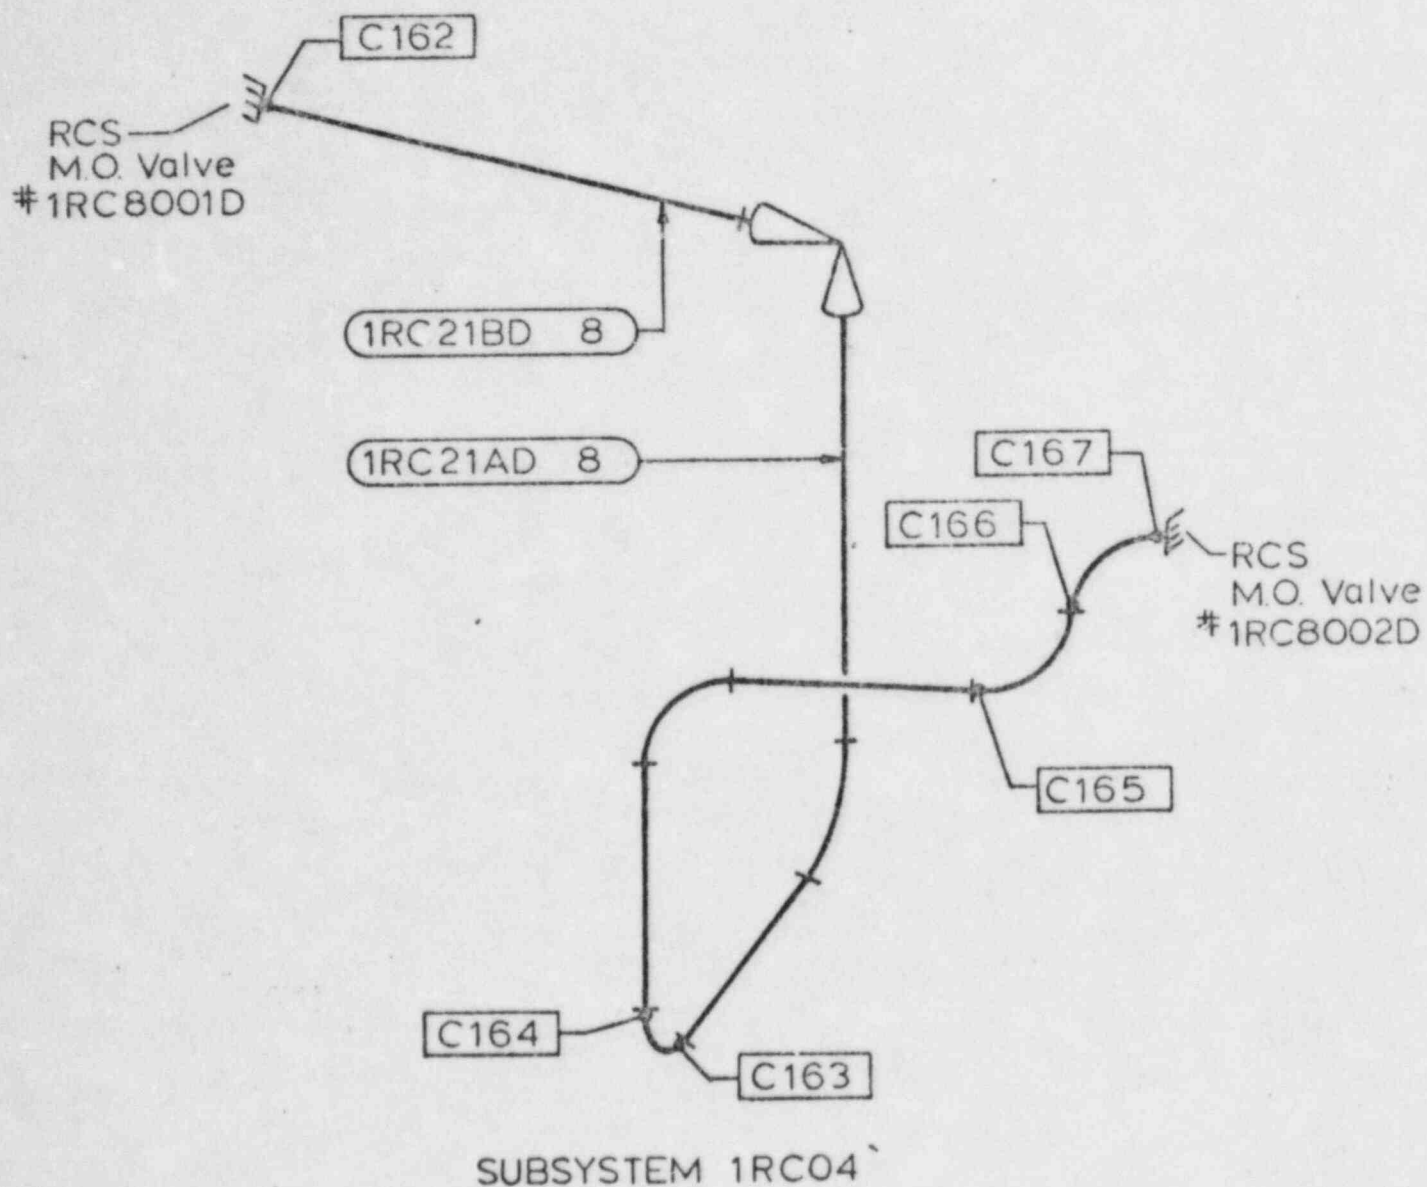 C162
RCS
M.O. Valve
# 1RC8001D
1RC21BD 8
1RC21AD 8
C167
C166
RCS
M.O. Valve
# 1RC8002D
C165
C164
C163
SUBSYSTEM 1RC04